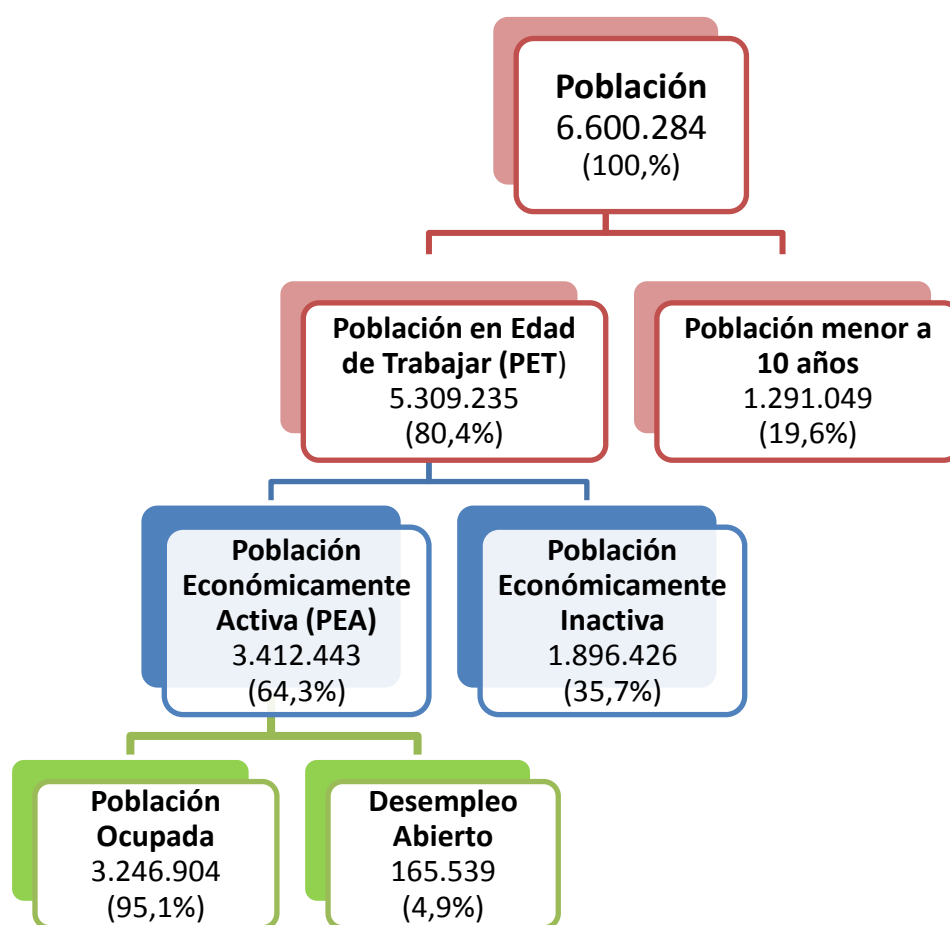 Población
6.600.284
(100,%)
Población en Edad
de Trabajar (PET)
5.309.235
(80,4%)
Población menor a
10 años
1.291.049
(19,6%)
Población
Económicamente
Activa (PEA)
3.412.443
(64,3%)
Población
Económicamente
Inactiva
1.896.426
(35,7%)
Población
Ocupada
3.246.904
(95,1%)
Desempleo
Abierto
165.539
(4,9%)